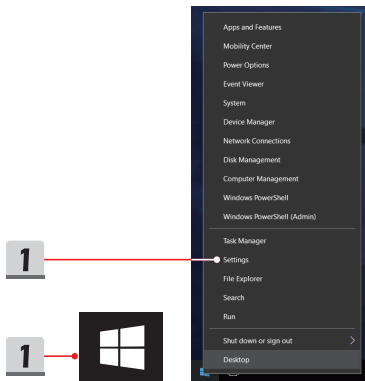 Apps and Features
Mobility Center
Power Options
Event Viewer
System
Device Manager
Network Connections
Disk Management
Computer Management
Windows PowerShell
Windows PowerShell (Admin)
Task Manager
1
Settings
File Explorer
Search
Run
Shut down or sign out
1
Desktop